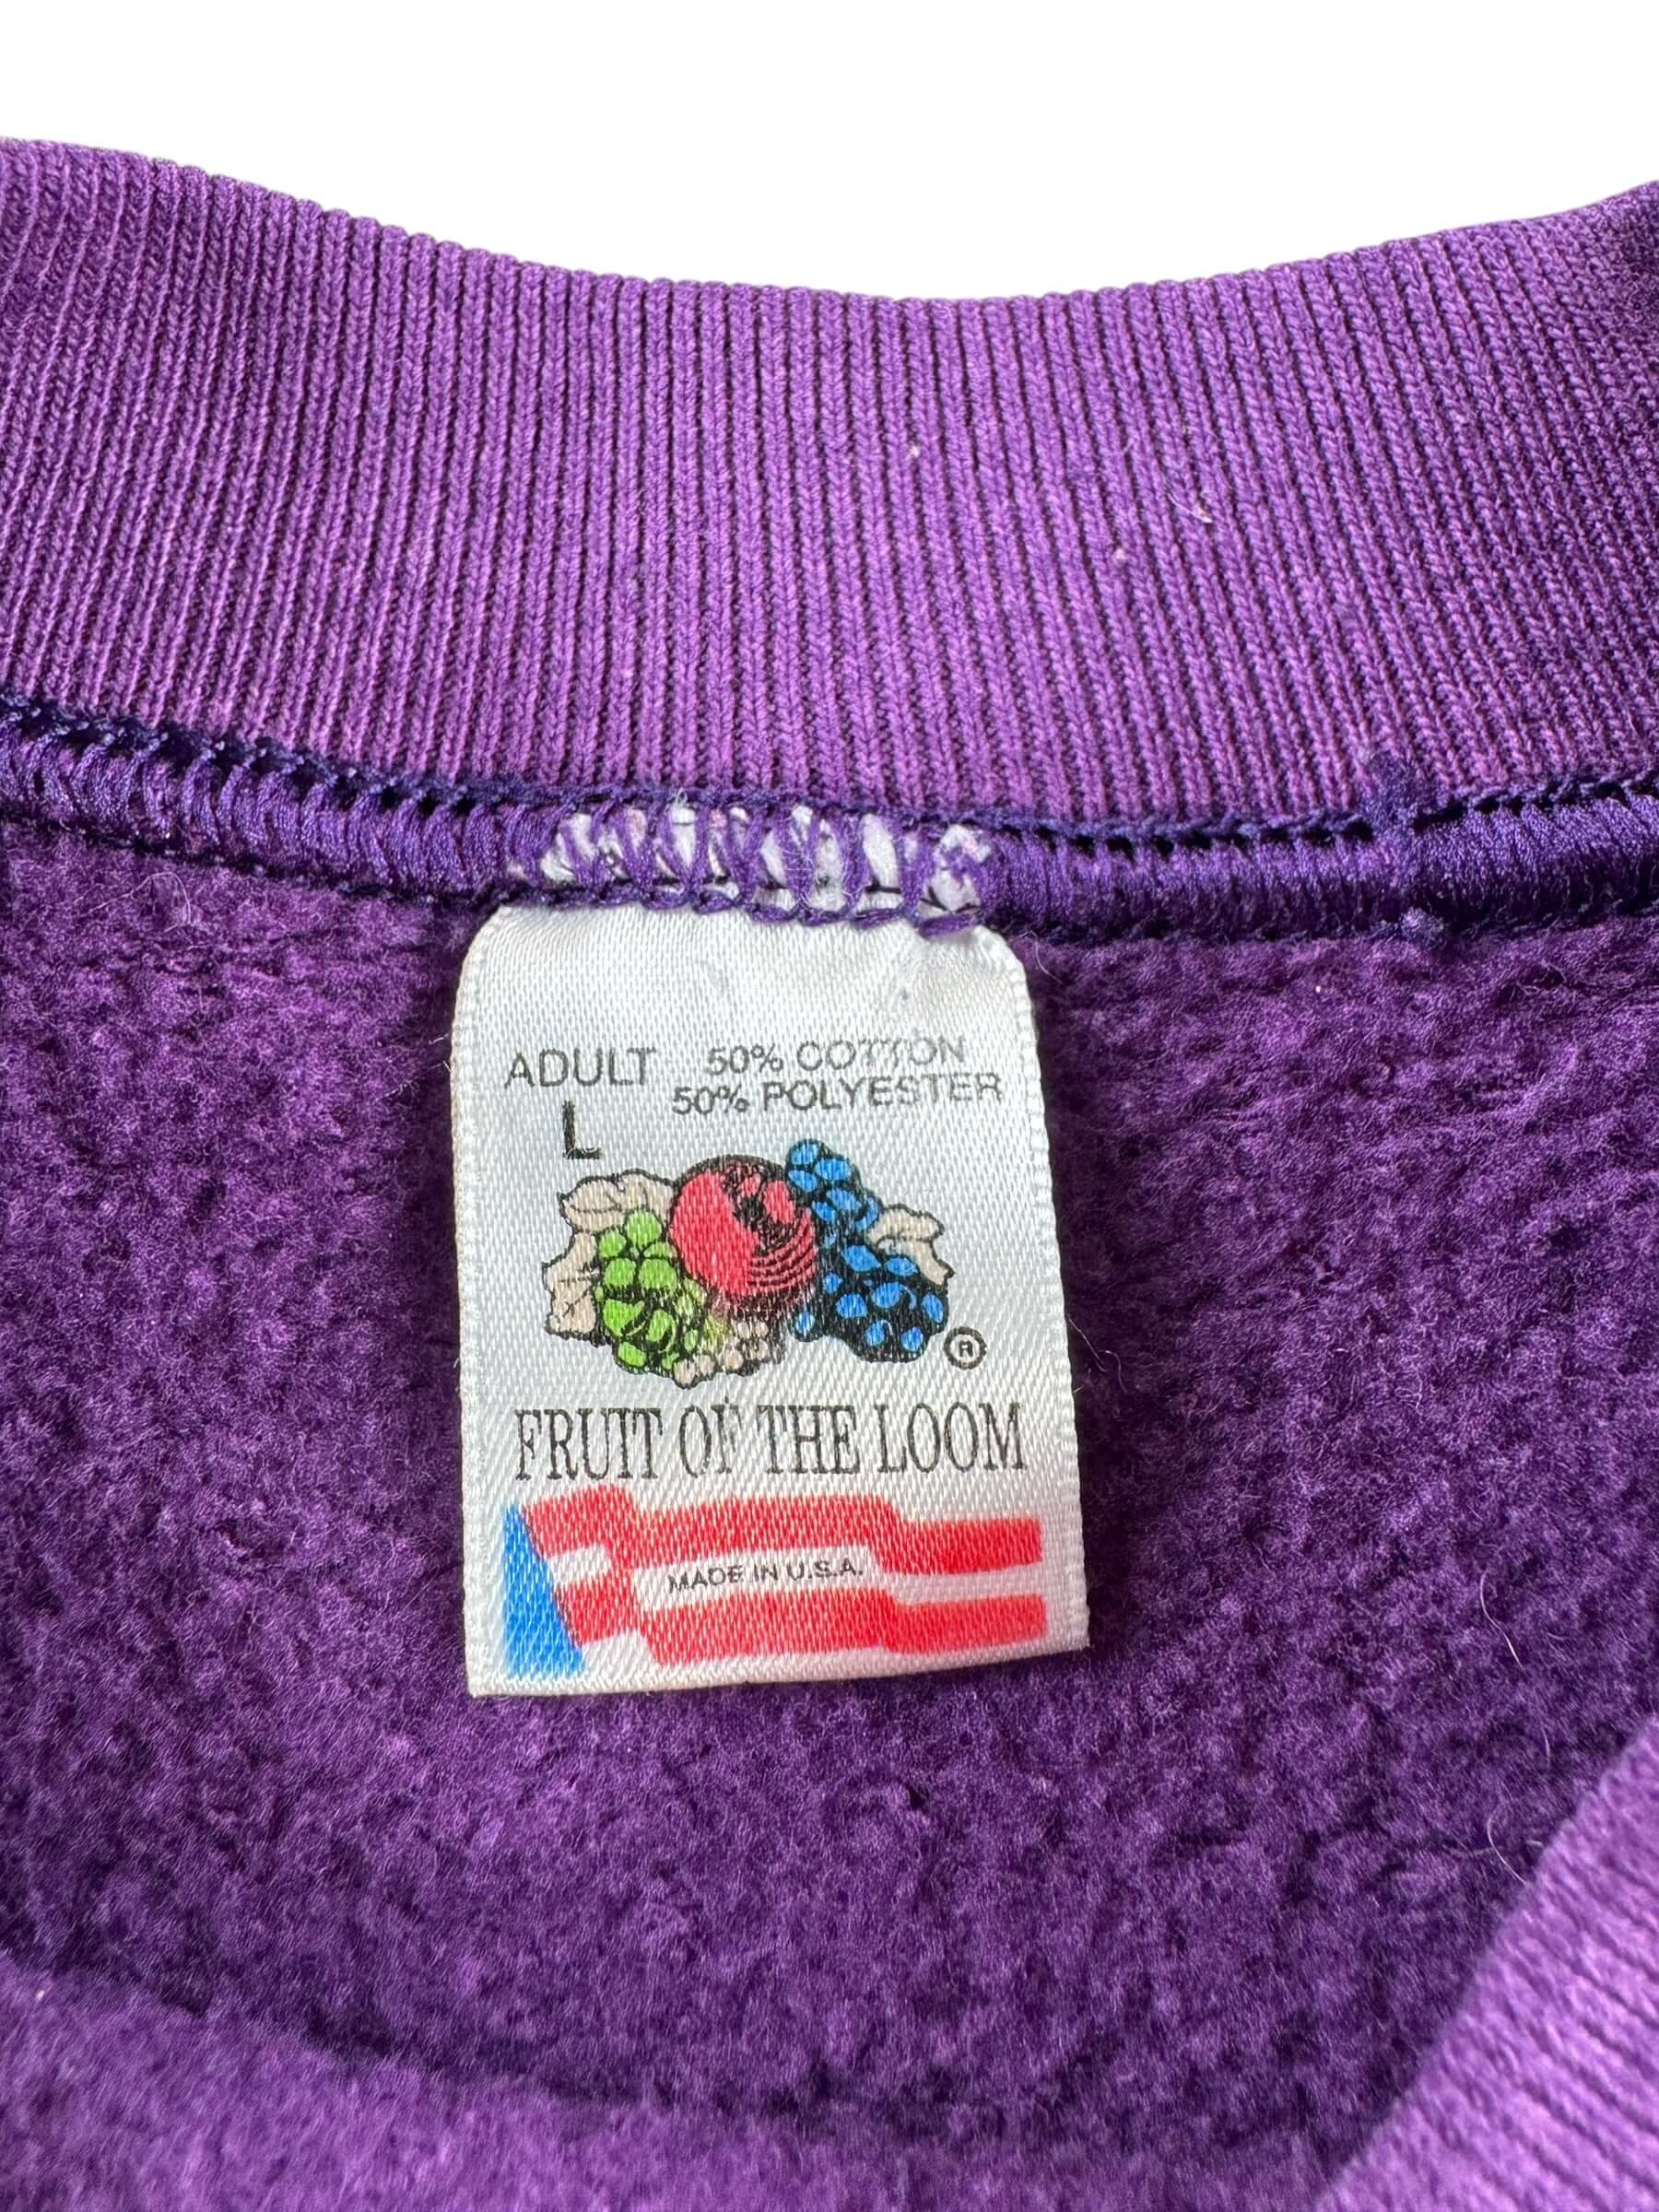 ADULT
L
50% COTTON
50% POLYESTER
®
FRUIT OF THE LOOM
MADE IN U.S.A.